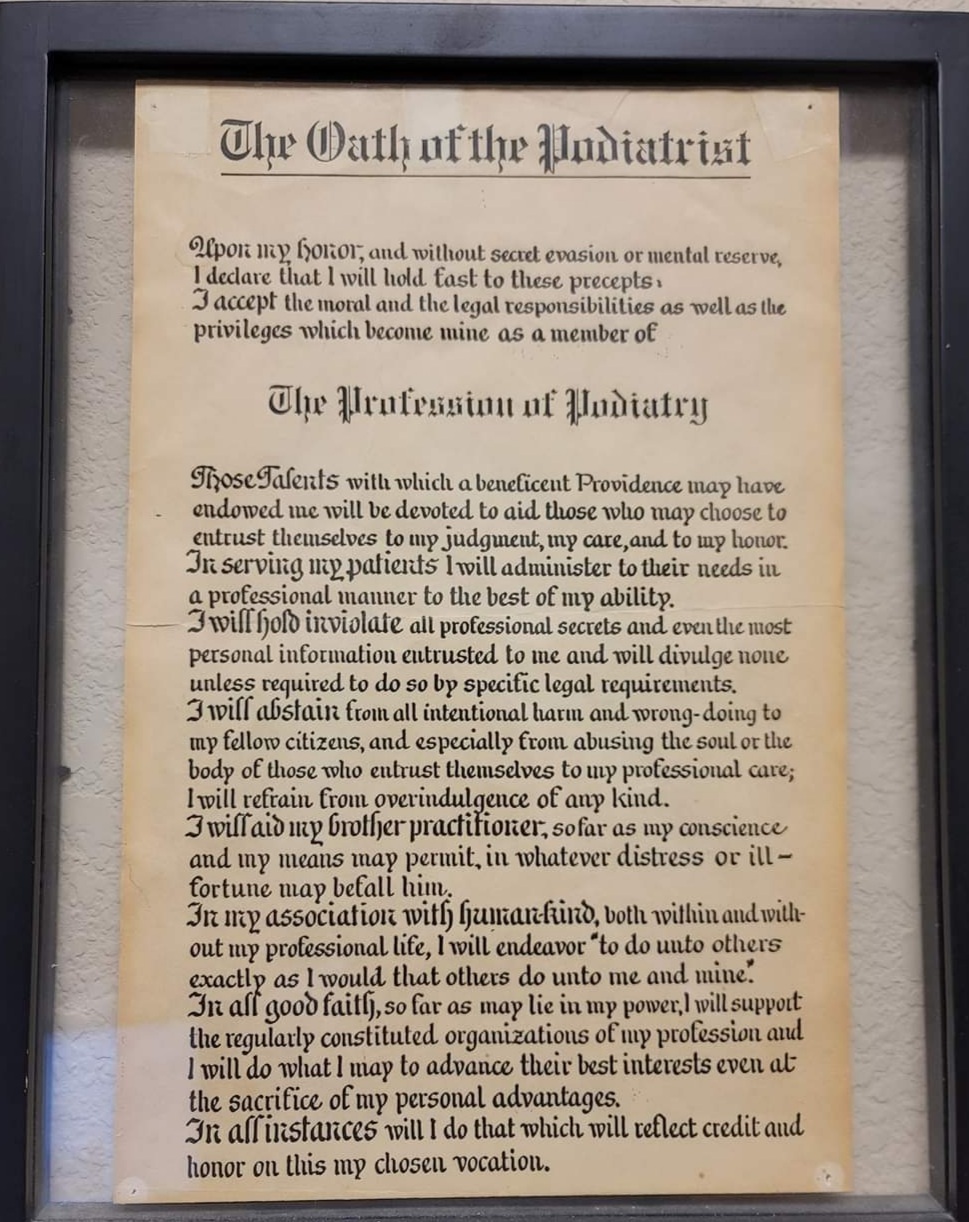 The Oath of the Podiatrist
Upon my honor, and without secret evasion or mental reserve,
I declare that I will hold fast to these precepts:
I accept the moral and the legal responsibilities as well as the
privileges which become mine as a member of
The Profession of Podiatry
Those Talents with which a beneficent Providence may have
endowed me will be devoted to aid those who may choose to
entrust themselves to my judgment, my care, and to my honor.
In serving my patients I will administer to their needs in
a professional manner to the best of my ability.
I will hold inviolate all professional secrets and even the most
personal information entrusted to me and will divulge none
unless required to do so by specific legal requirements.
I will abstain from all intentional harm and wrong-doing to
my fellow citizens, and especially from abusing the soul or the
body of those who entrust themselves to my professional care;
I will refrain from overindulgence of any kind.
I will aid my brother practitioner, so far as my conscience
and my means may permit, in whatever distress or ill-
fortune may befall him.
In my association with human-kind, both within and with-
out my professional life, I will endeavor "to do unto others
exactly as I would that others do unto me and mine."
In all good faith, so far as may lie in my power, I will support
the regularly constituted organizations of my profession and
I will do what I may to advance their best interests even at
the sacrifice of my personal advantages.
In all instances will I do that which will reflect credit and
honor on this my chosen vocation.